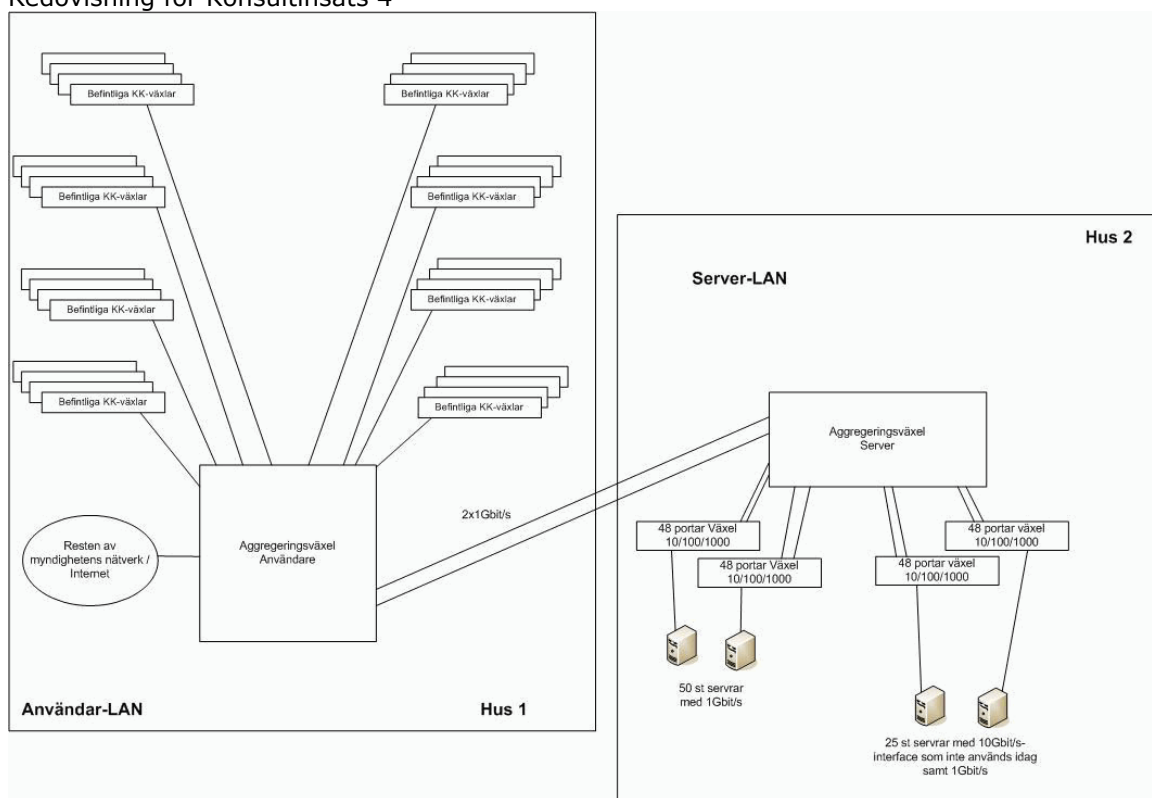 Redovisning för Konsultinsats 4
Befintliga KK-växlar
Befintliga KK-växlar
Befintliga KK-växlar
Befintliga KK-växlar
Befintliga KK-växlar
Befintliga KK-växlar
Befintliga KK-växlar
Befintliga KK-växlar
Resten av
myndighetens nätverk /
Internet
Aggregeringsväxel
Användare
2x1Gbit/s
Användar-LAN
Hus 1
Hus 2
Server-LAN
Aggregeringsväxel
Server
48 portar Växel
10/100/1000
48 portar Växel
10/100/1000
48 portar växel
10/100/1000
48 portar växel
10/100/1000
50 st servrar
med 1Gbit/s
25 st servrar med 10Gbit/s-
interface som inte används idag
samt 1Gbit/s